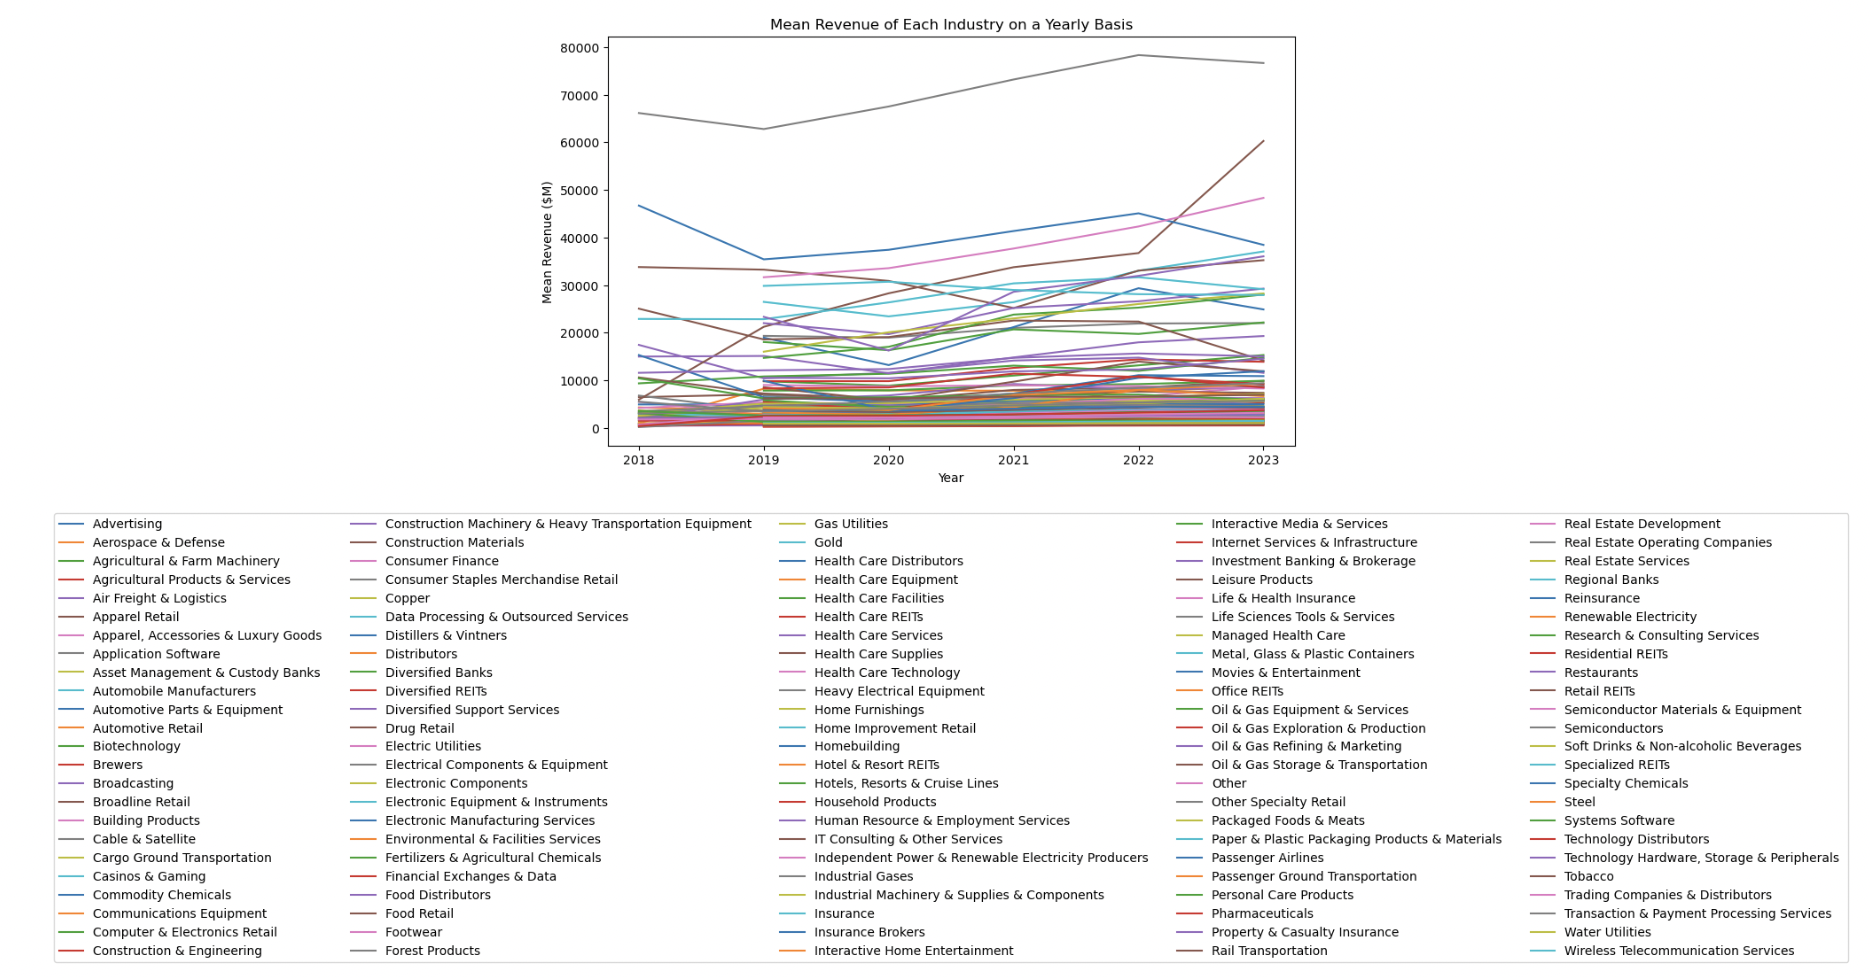 Mean Revenue of Each Industry on a Yearly Basis
80000
70000
60000
50000
40000
30000
20000
10000
0
Mean Revenue ($M)
2018 2019 2020 2021 2022 2023
Year
Advertising
Aerospace & Defense
Agricultural & Farm Machinery
Agricultural Products & Services
Air Freight & Logistics
Apparel Retail
Apparel, Accessories & Luxury Goods
Application Software
Asset Management & Custody Banks
Automobile Manufacturers
Automotive Parts & Equipment
Automotive Retail
Biotechnology
Brewers
Broadcasting
Broadline Retail
Building Products
Cable & Satellite
Cargo Ground Transportation
Casinos & Gaming
Commodity Chemicals
Communications Equipment
Computer & Electronics Retail
Construction & Engineering
Construction Machinery & Heavy Transportation Equipment
Construction Materials
Consumer Finance
Consumer Staples Merchandise Retail
Copper
Data Processing & Outsourced Services
Distillers & Vintners
Distributors
Diversified Banks
Diversified REITs
Diversified Support Services
Drug Retail
Electric Utilities
Electrical Components & Equipment
Electronic Components
Electronic Equipment & Instruments
Electronic Manufacturing Services
Environmental & Facilities Services
Fertilizers & Agricultural Chemicals
Financial Exchanges & Data
Food Distributors
Food Retail
Footwear
Forest Products
Gas Utilities
Gold
Health Care Distributors
Health Care Equipment
Health Care Facilities
Health Care REITs
Health Care Services
Health Care Supplies
Health Care Technology
Heavy Electrical Equipment
Home Furnishings
Home Improvement Retail
Homebuilding
Hotel & Resort REITs
Hotels, Resorts & Cruise Lines
Household Products
Human Resource & Employment Services
IT Consulting & Other Services
Independent Power & Renewable Electricity Producers
Industrial Gases
Industrial Machinery & Supplies & Components
Insurance
Insurance Brokers
Interactive Home Entertainment
Interactive Media & Services
Internet Services & Infrastructure
Investment Banking & Brokerage
Leisure Products
Life & Health Insurance
Life Sciences Tools & Services
Managed Health Care
Metal, Glass & Plastic Containers
Movies & Entertainment
Office REITs
Oil & Gas Equipment & Services
Oil & Gas Exploration & Production
Oil & Gas Refining & Marketing
Oil & Gas Storage & Transportation
Other
Other Specialty Retail
Packaged Foods & Meats
Paper & Plastic Packaging Products & Materials
Passenger Airlines
Passenger Ground Transportation
Personal Care Products
Pharmaceuticals
Property & Casualty Insurance
Rail Transportation
Real Estate Development
Real Estate Operating Companies
Real Estate Services
Regional Banks
Reinsurance
Renewable Electricity
Research & Consulting Services
Residential REITs
Restaurants
Retail REITs
Semiconductor Materials & Equipment
Semiconductors
Soft Drinks & Non-alcoholic Beverages
Specialized REITs
Specialty Chemicals
Steel
Systems Software
Technology Distributors
Technology Hardware, Storage & Peripherals
Tobacco
Trading Companies & Distributors
Transaction & Payment Processing Services
Water Utilities
Wireless Telecommunication Services